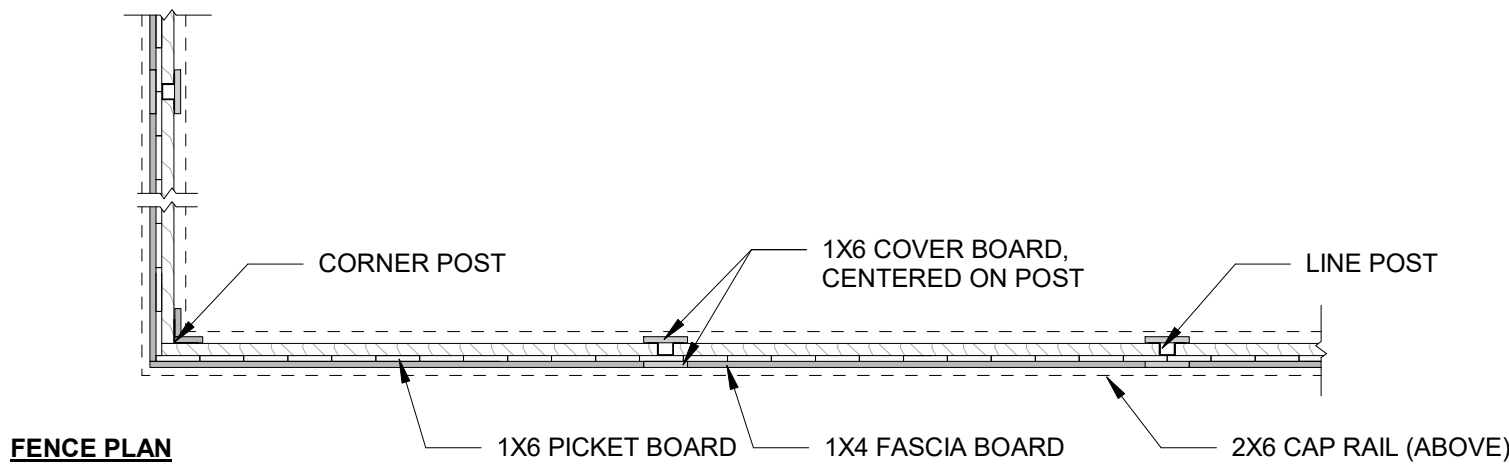 CORNER POST
1X6 COVER BOARD,
CENTERED ON POST
LINE POST
FENCE PLAN
1X6 PICKET BOARD
1X4 FASCIA BOARD
2X6 CAP RAIL (ABOVE)